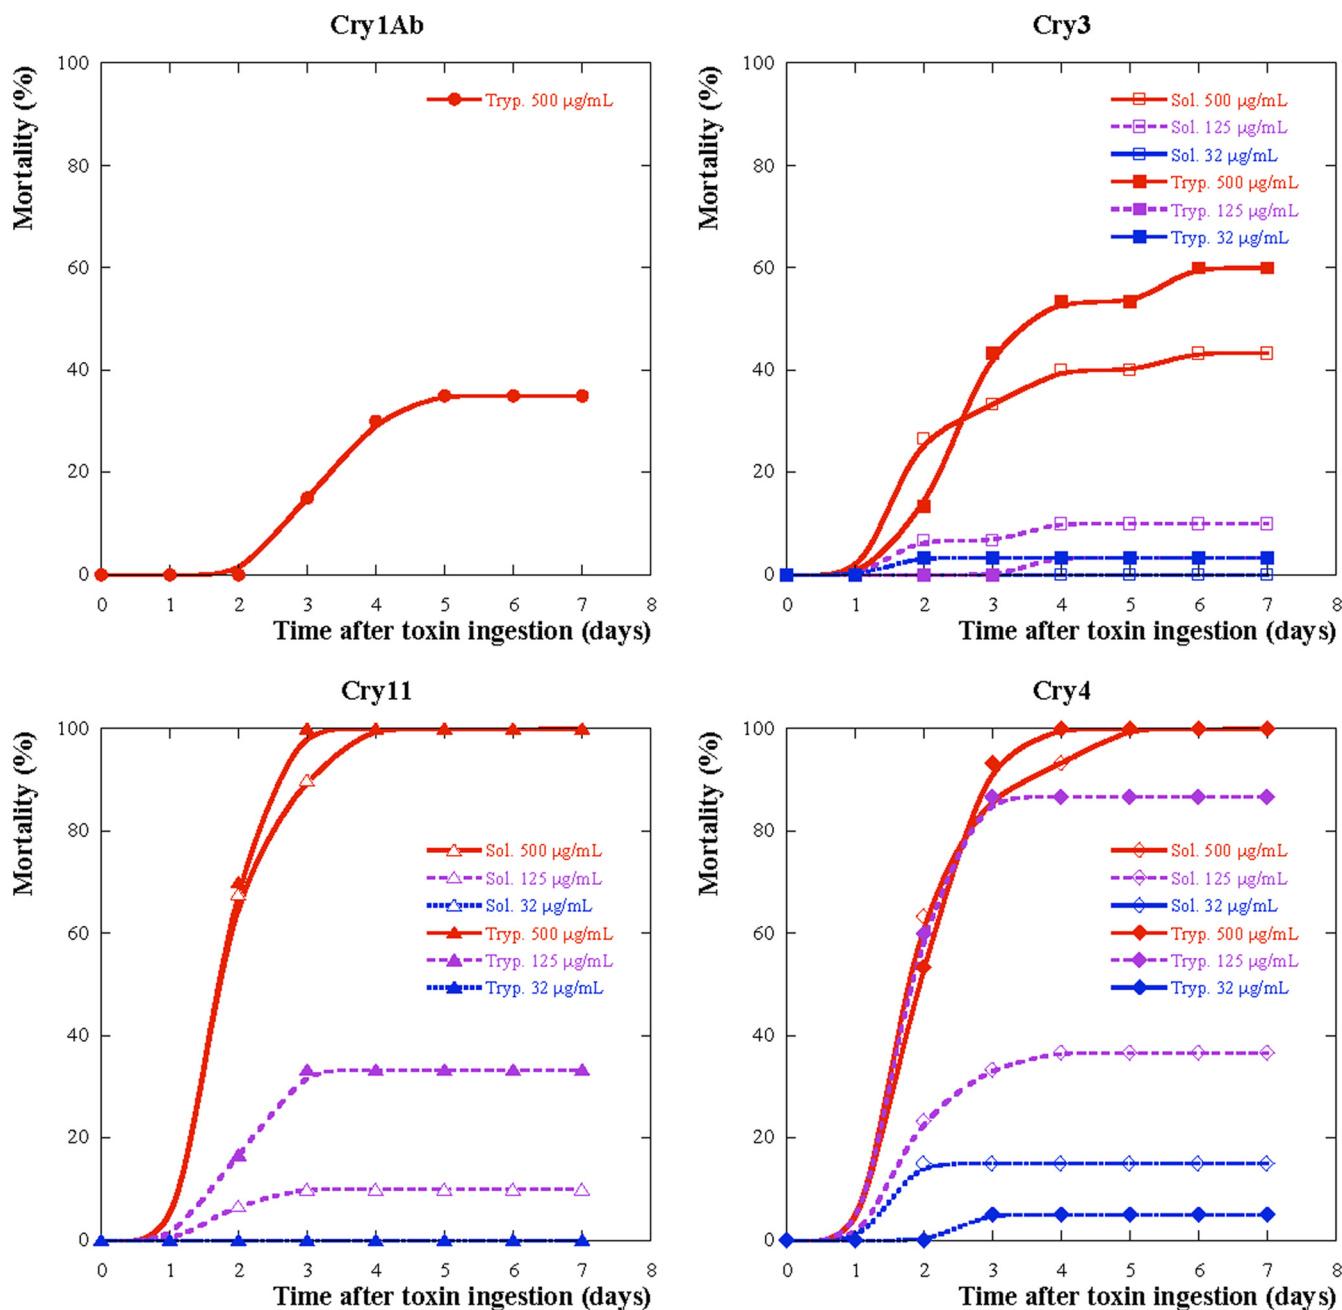 Cry1Ab
Mortality (%)
100
80
60
40
20
0
Tryp. 500 µg/mL
0 1 2 3 4 5 6 7 8
Time after toxin ingestion (days)
Cry3
Mortality (%)
100
80
60
40
20
0
Sol. 500 µg/mL
Sol. 125 µg/mL
Sol. 32 µg/mL
Tryp. 500 µg/mL
Tryp. 125 µg/mL
Tryp. 32 µg/mL
0 1 2 3 4 5 6 7 8
Time after toxin ingestion (days)
Cry11
Mortality (%)
100
80
60
40
20
0
Sol. 500 µg/mL
Sol. 125 µg/mL
Sol. 32 µg/mL
Tryp. 500 µg/mL
Tryp. 125 µg/mL
Tryp. 32 µg/mL
0 1 2 3 4 5 6 7 8
Time after toxin ingestion (days)
Cry4
Mortality (%)
100
80
60
40
20
0
Sol. 500 µg/mL
Sol. 125 µg/mL
Sol. 32 µg/mL
Tryp. 500 µg/mL
Tryp. 125 µg/mL
Tryp. 32 µg/mL
0 1 2 3 4 5 6 7 8
Time after toxin ingestion (days)